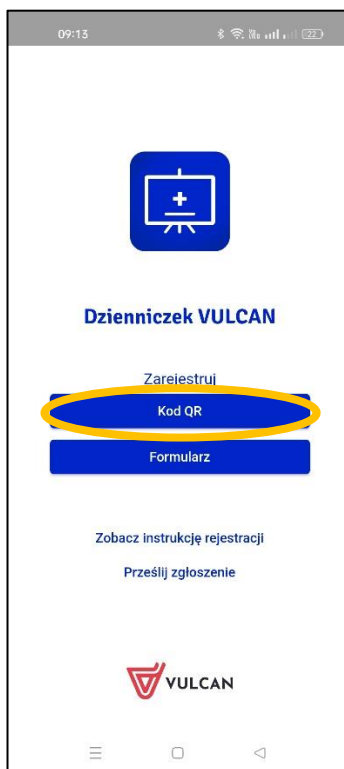 09:13
22
Dzienniczek VULCAN
Zarejestruj
Kod QR
Formularz
Zobacz instrukcję rejestracji
Prześlij zgłoszenie
VULCAN